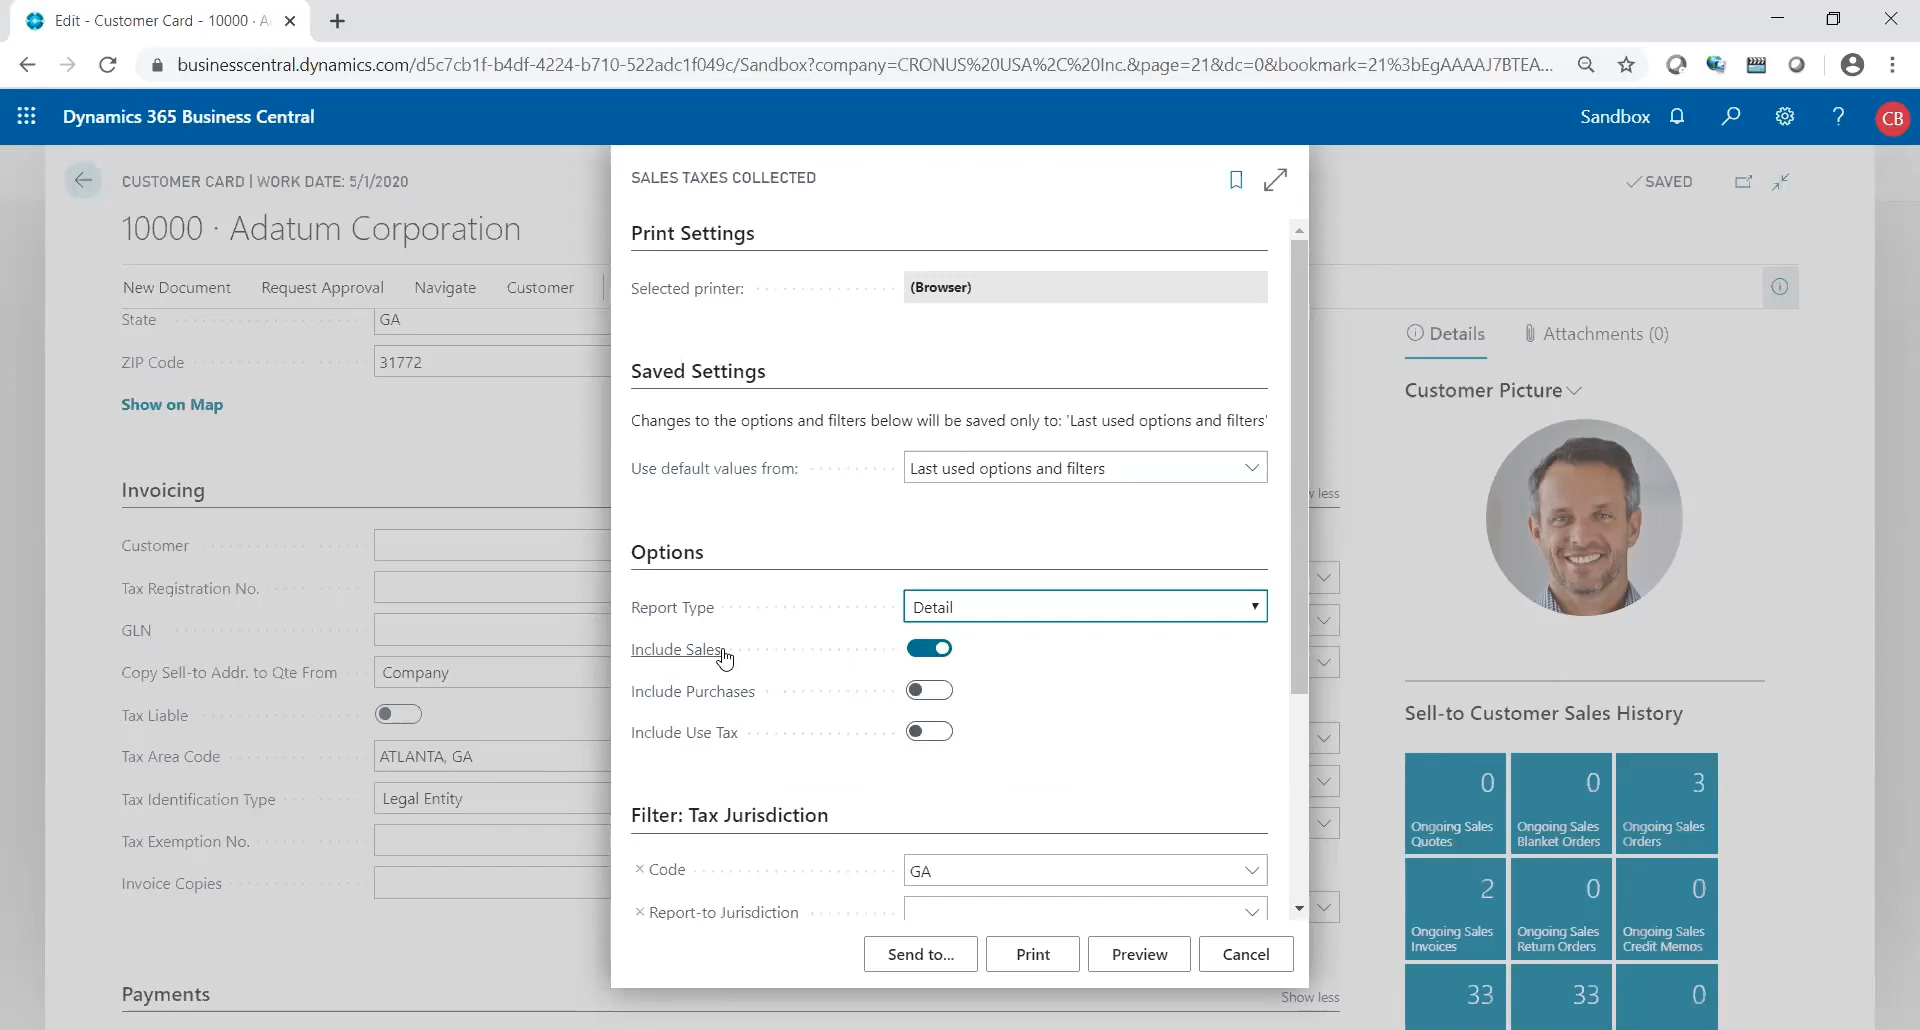 Edit - Customer Card - 10000 · A
businesscentral.dynamics.com/d5c7cb1f-b4df-4224-b710-522adc1f049c/Sandbox?company=CRONUS%20USA%2C%20Inc.&page=21&dc=0&bookmark=21%3bEgAAAAJ7BTEA...
Dynamics 365 Business Central
Sandbox
?
CB
CUSTOMER CARD | WORK DATE: 5/1/2020
SAVED
10000 · Adatum Corporation
New Document
Request Approval
Navigate
Customer
State
GA
ZIP Code
31772
Show on Map
Invoicing
w less
Customer
Tax Registration No.
GLN
Copy Sell-to Addr. to Qte From
Company
Tax Liable
Tax Area Code
ATLANTA, GA
Tax Identification Type
Legal Entity
Tax Exemption No.
Invoice Copies
Payments
Show less
SALES TAXES COLLECTED
Print Settings
Selected printer:
(Browser)
Saved Settings
Changes to the options and filters below will be saved only to: 'Last used options and filters'
Use default values from:
Last used options and filters
Options
Report Type
Detail
Include Sales
Include Purchases
Include Use Tax
Filter: Tax Jurisdiction
× Code
GA
× Report-to Jurisdiction
Send to...
Print
Preview
Cancel
Details
Attachments (0)
Customer Picture
Sell-to Customer Sales History
0
Ongoing Sales
Quotes
0
Ongoing Sales
Blanket Orders
3
Ongoing Sales
Orders
2
Ongoing Sales
Invoices
0
Ongoing Sales
Return Orders
0
Ongoing Sales
Credit Memos
33
33
0